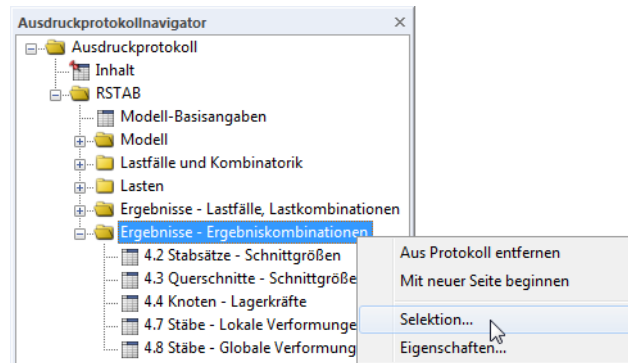 Ausdruckprotokollnavigator
Ausdruckprotokoll
Inhalt
RSTAB
Modell-Basisangaben
Modell
Lastfälle und Kombinatorik
Lasten
Ergebnisse - Lastfälle, Lastkombinationen
Ergebnisse - Ergebniskombinationen
4.2 Stabsätze - Schnittgrößen
4.3 Querschnitte - Schnittgröße
4.4 Knoten - Lagerkräfte
4.7 Stäbe - Lokale Verformunge
4.8 Stäbe - Globale Verformung
Aus Protokoll entfernen
Mit neuer Seite beginnen
Selektion...
Eigenschaften...